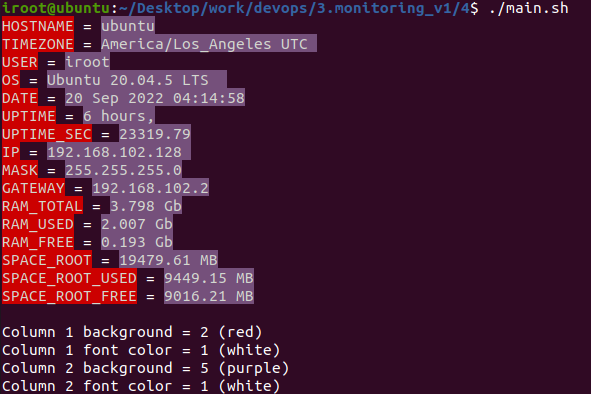 iroot@ubuntu:~/Desktop/work/devops/3.monitoring_v1/4$ ./main.sh
HOSTNAME = ubuntu
TIMEZONE = America/Los_Angeles UTC
USER = iroot
OS = Ubuntu 20.04.5 LTS
DATE = 20 Sep 2022 04:14:58
UPTIME = 6 hours,
UPTIME_SEC = 23319.79
IP = 192.168.102.128
MASK = 255.255.255.0
GATEWAY = 192.168.102.2
RAM_TOTAL = 3.798 Gb
RAM_USED = 2.007 Gb
RAM_FREE = 0.193 Gb
SPACE_ROOT = 19479.61 MB
SPACE_ROOT_USED = 9449.15 MB
SPACE_ROOT_FREE = 9016.21 MB
Column 1 background = 2 (red)
Column 1 font color = 1 (white)
Column 2 background = 5 (purple)
Column 2 font color = 1 (white)